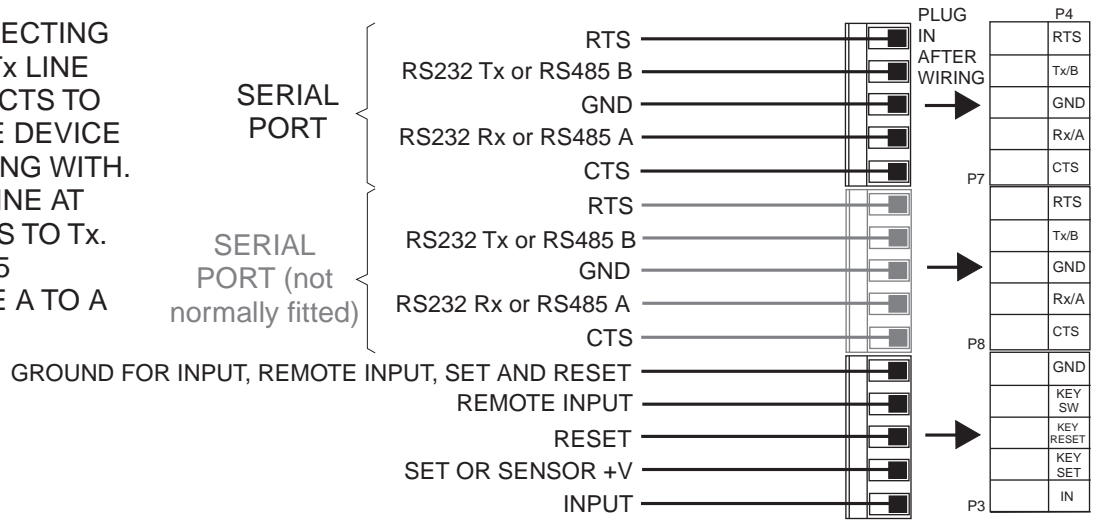 ECTING
Tx LINE
CTS TO
E DEVICE
NG WITH.
INE AT
S TO Tx.
5
E A TO A
SERIAL
PORT
RTS
RS232 Tx or RS485 B
GND
RS232 Rx or RS485 A
CTS
SERIAL
PORT (not
normally fitted)
RTS
RS232 Tx or RS485 B
GND
RS232 Rx or RS485 A
CTS
GROUND FOR INPUT, REMOTE INPUT, SET AND RESET
REMOTE INPUT
RESET
SET OR SENSOR +V
INPUT
PLUG
IN
AFTER
WIRING
P4
RTS
Tx/B
GND
Rx/A
CTS
P7
RTS
Tx/B
GND
Rx/A
CTS
P8
GND
KEY
SW
KEY
RESET
KEY
SET
IN
P3